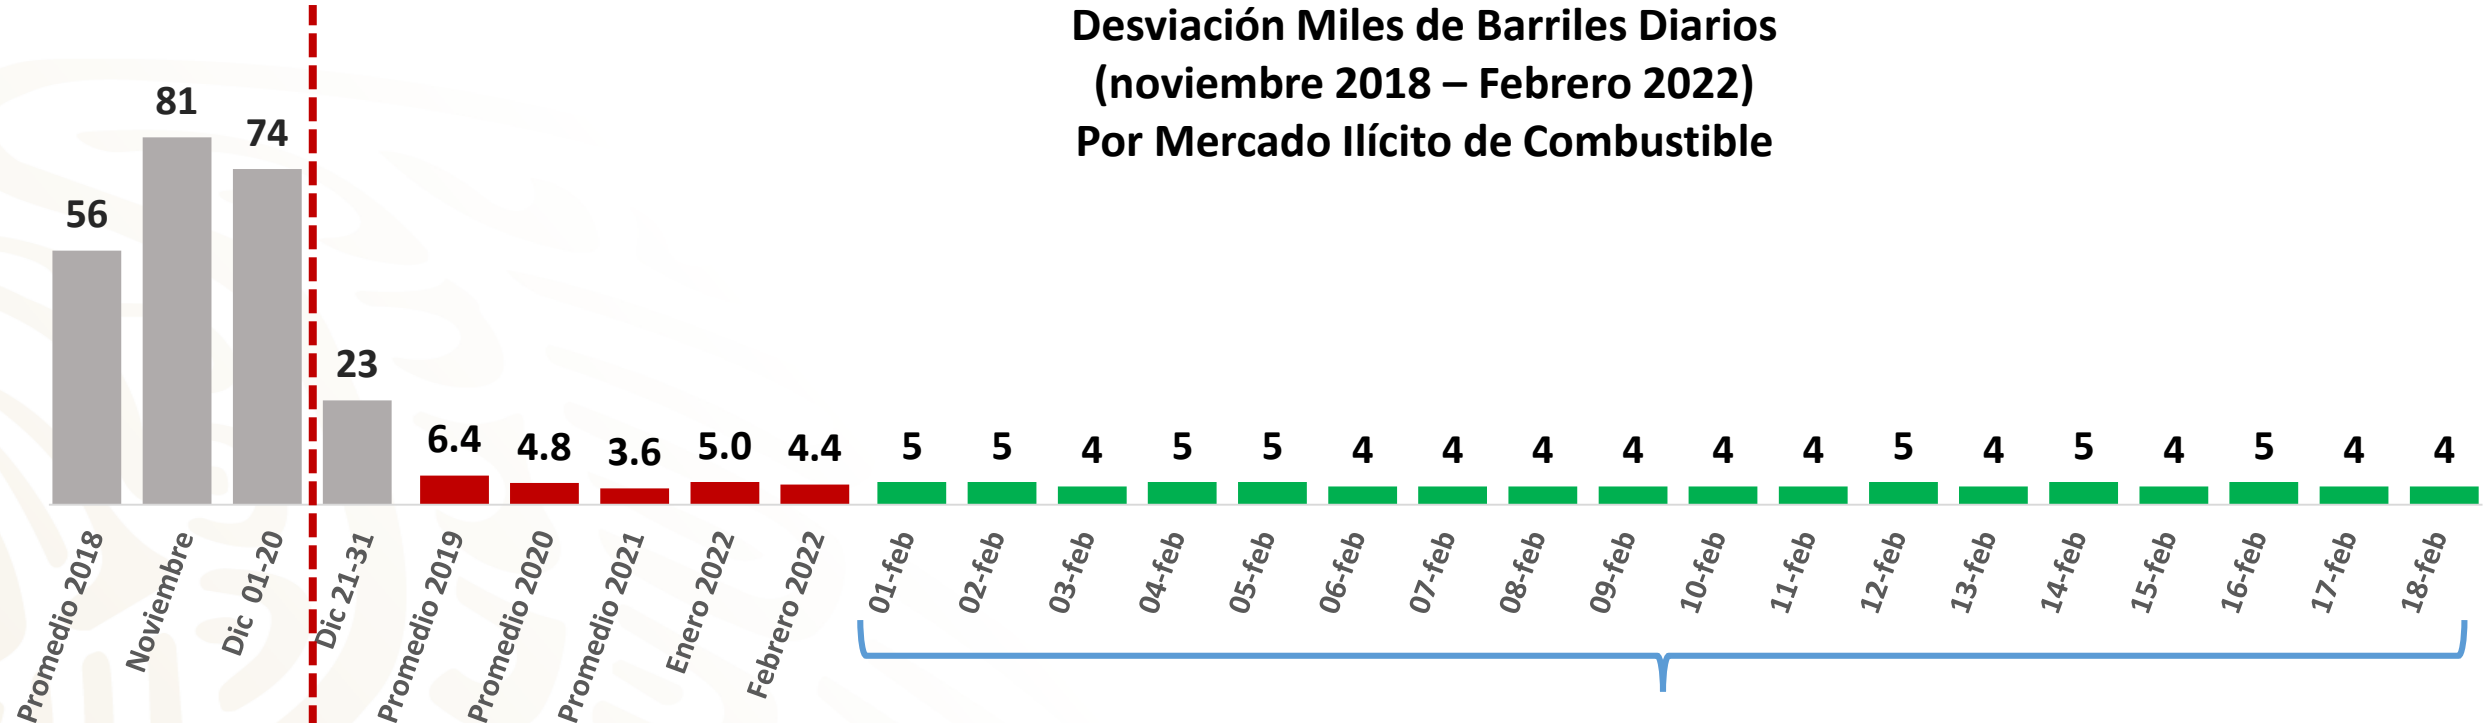 Desviación Miles de Barriles Diarios
(noviembre 2018 – Febrero 2022)
Por Mercado Ilícito de Combustible
56
81
74
23
6.4
4.8
3.6
5.0
4.4
5
5
4
5
5
4
4
4
4
4
4
5
4
5
4
5
4
4
Promedio 2018
Noviembre
Dic 01-20
Dic 21-31
Promedio 2019
Promedio 2020
Promedio 2021
Enero 2022
Febrero 2022
01-feb
02-feb
03-feb
04-feb
05-feb
06-feb
07-feb
08-feb
09-feb
10-feb
11-feb
12-feb
13-feb
14-feb
15-feb
16-feb
17-feb
18-feb